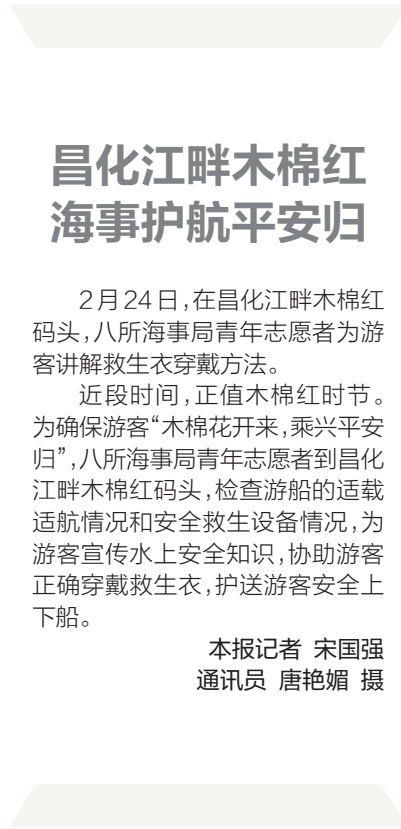 昌化江畔木棉红
海事护航平安归
2月24日，在昌化江畔木棉红
码头，八所海事局青年志愿者为游
客讲解救生衣穿戴方法。
近段时间，正值木棉红时节。
为确保游客“木棉花开来，乘兴平安
归”，八所海事局青年志愿者到昌化
江畔木棉红码头，检查游船的适载
适航情况和安全救生设备情况，为
游客宣传水上安全知识，协助游客
正确穿戴救生衣，护送游客安全上
下船。
本报记者 宋国强
通讯员 唐艳媚 摄